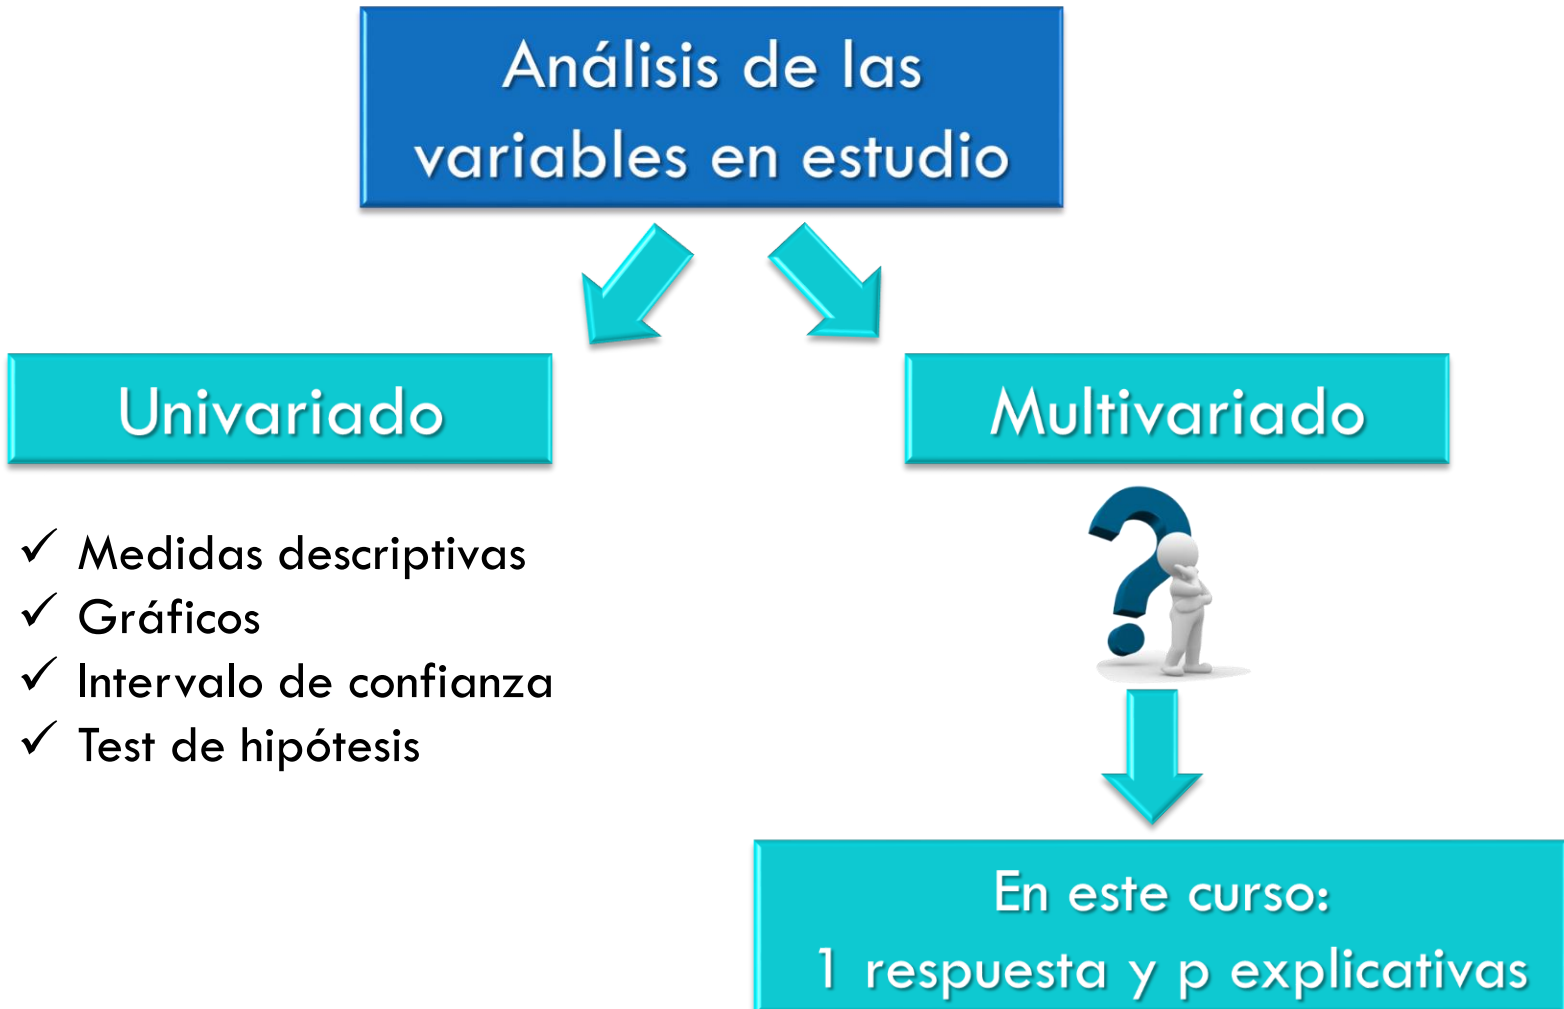 Análisis de las
variables en estudio
Univariado
Multivariado
✓ Medidas descriptivas
✓ Gráficos
✓ Intervalo de confianza
✓ Test de hipótesis
?
En este curso:
1 respuesta y p explicativas